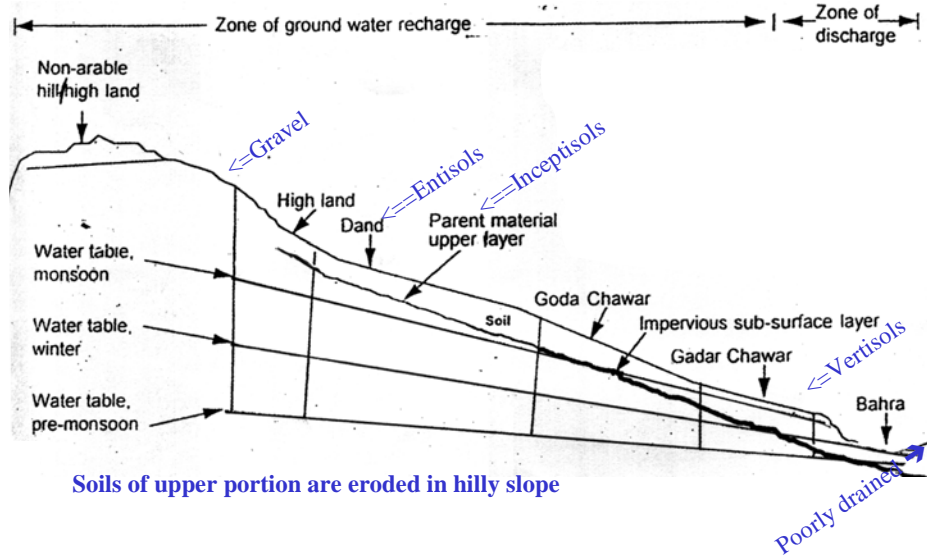 Zone of ground water recharge
Zone of
discharge
Non-arable
hill/high land
<=Gravel
<==Entisols
<===Inceptisols
High land
Dand
Parent material
upper layer
Water table,
monsoon
Goda Chawar
Soil
Impervious sub-surface layer
Water table,
winter
Gadar Chawar
<=Vertisols
Water table,
pre-monsoon
Bahra
Soils of upper portion are eroded in hilly slope
Poorly drained